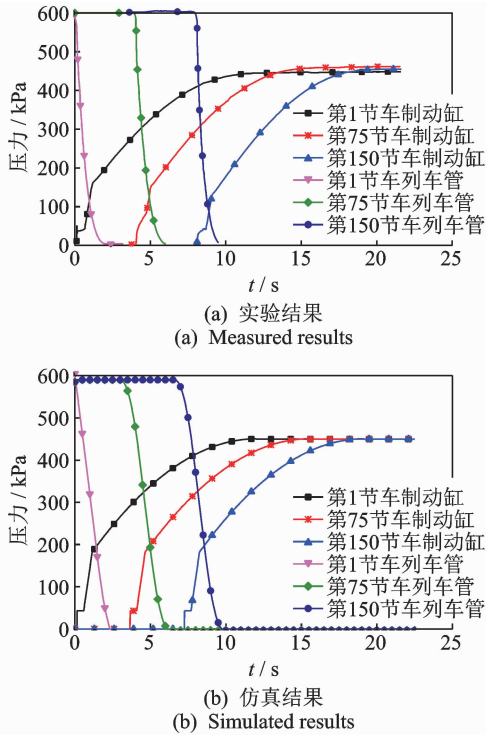 600
500
400
300
200
100
0
压力 / kPa
第1节车制动缸
第75节车制动缸
第150节车制动缸
第1节车列车管
第75节车列车管
第150节车列车管
0 5 10 15 20 25
t / s
(a) 实验结果
(a) Measured results
600
500
400
300
200
100
0
压力 / kPa
第1节车制动缸
第75节车制动缸
第150节车制动缸
第1节车列车管
第75节车列车管
第150节车列车管
0 5 10 15 20 25
t / s
(b) 仿真结果
(b) Simulated results